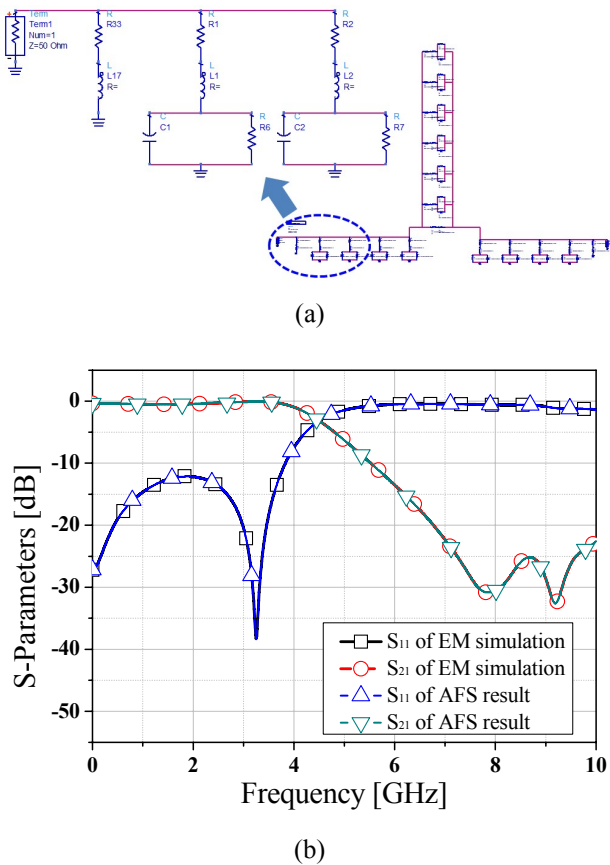 Term
Term1
Num=1
Z=50 Ohm
R
R33
L
L17
R=
R
R1
L
L1
R=
R
R2
L
L2
R=
C
C1
R
R6
C
C2
R
R7
(a)
S-Parameters [dB]
0
-10
-20
-30
-40
-50
S11 of EM simulation
S21 of EM simulation
S11 of AFS result
S21 of AFS result
0 2 4 6 8 10
Frequency [GHz]
(b)